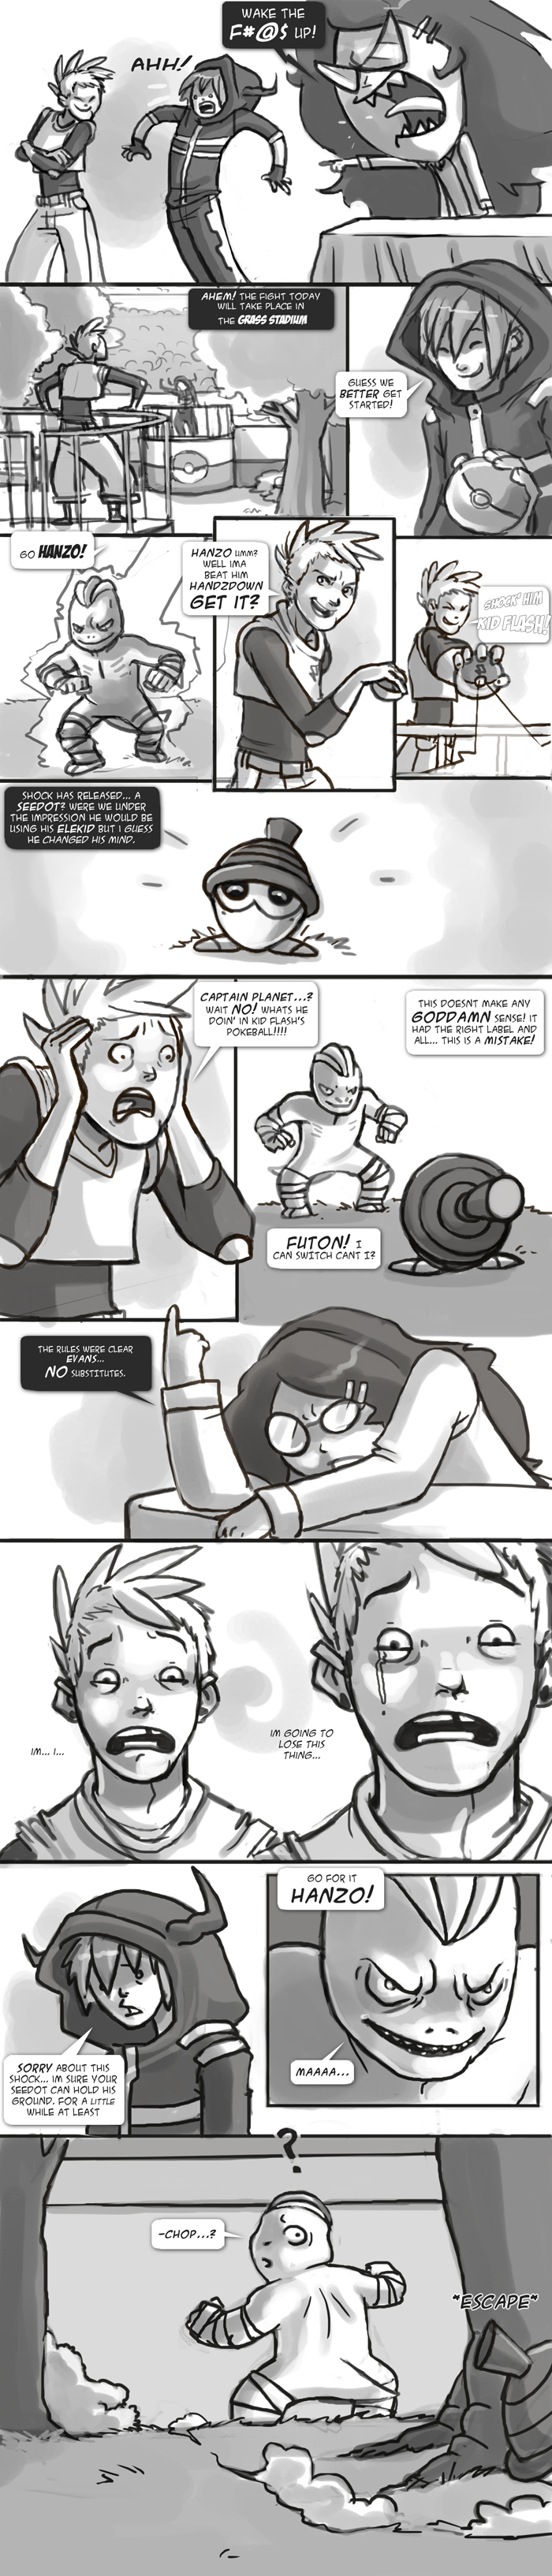 WAKE THE
F#@$ UP!
AHH!
AHEM! THE FIGHT TODAY
WILL TAKE PLACE IN
THE GRASS STADIUM
GUESS WE
BETTER GET
STARTED!
GO HANZO!
HANZO UMM?
WELL IMA
BEAT HIM
HANDZDOWN
GET IT?
SHOCK' HIM
KID FLASH!
SHOCK HAS RELEASED... A
SEEDOT? WERE WE UNDER
THE IMPRESSION HE WOULD BE
USING HIS ELEKID BUT I GUESS
HE CHANGED HIS MIND.
CAPTAIN PLANET...?
WAIT NO! WHATS HE
DOIN' IN KID FLASH'S
POKEBALL!!!!
THIS DOESNT MAKE ANY
GODDAMN SENSE! IT
HAD THE RIGHT LABEL AND
ALL... THIS IS A MISTAKE!
FUTON! I
CAN SWITCH CANT I?
THE RULES WERE CLEAR
EVANS...
NO SUBSTITUTES.
IM... I...
IM GOING TO
LOSE THIS
THING...
GO FOR IT
HANZO!
SORRY ABOUT THIS
SHOCK... IM SURE YOUR
SEEDOT CAN HOLD HIS
GROUND. FOR A LITTLE
WHILE AT LEAST
MAAAA...
?
-CHOP...?
*ESCAPE*